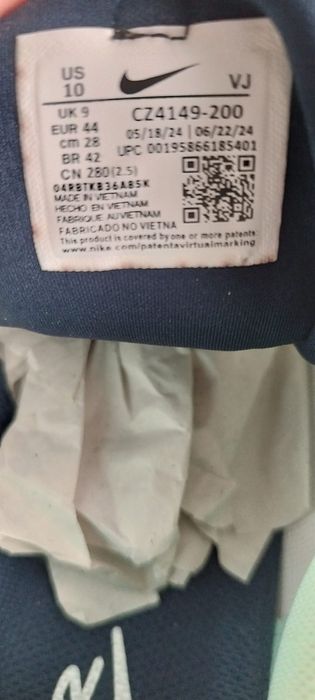 US
10
VJ
UK 9
CZ4149-200
EUR 44
05/18/24 | 06/22/24
cm 28
UPC 00195866185401
BR 42
CN 280(2.5)
04RBTKB36AB5K
MADE IN VIETNAM
HECHO EN VIETNAM
FABRIQUE AU VIETNAM
FABRICADO NO VIETNA
This product is covered by one or more patents:
www.nike.com/patentavirtualmarking